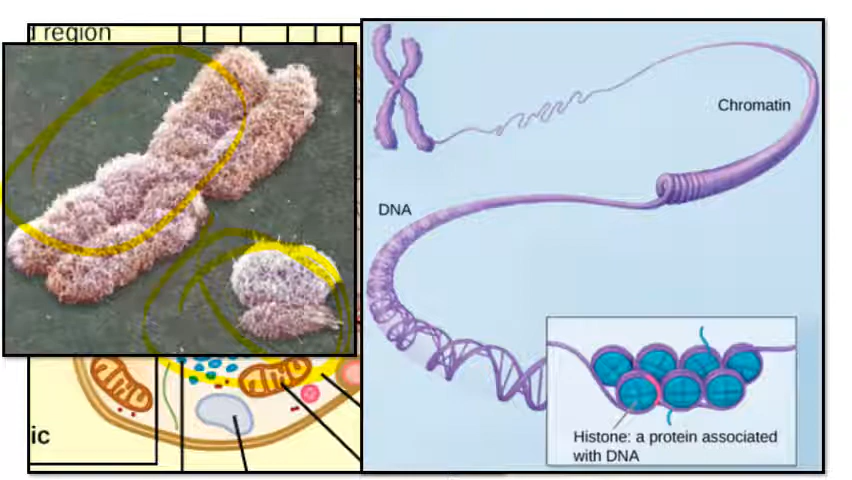 region
Chromatin
DNA
Histone: a protein associated
with DNA
ic